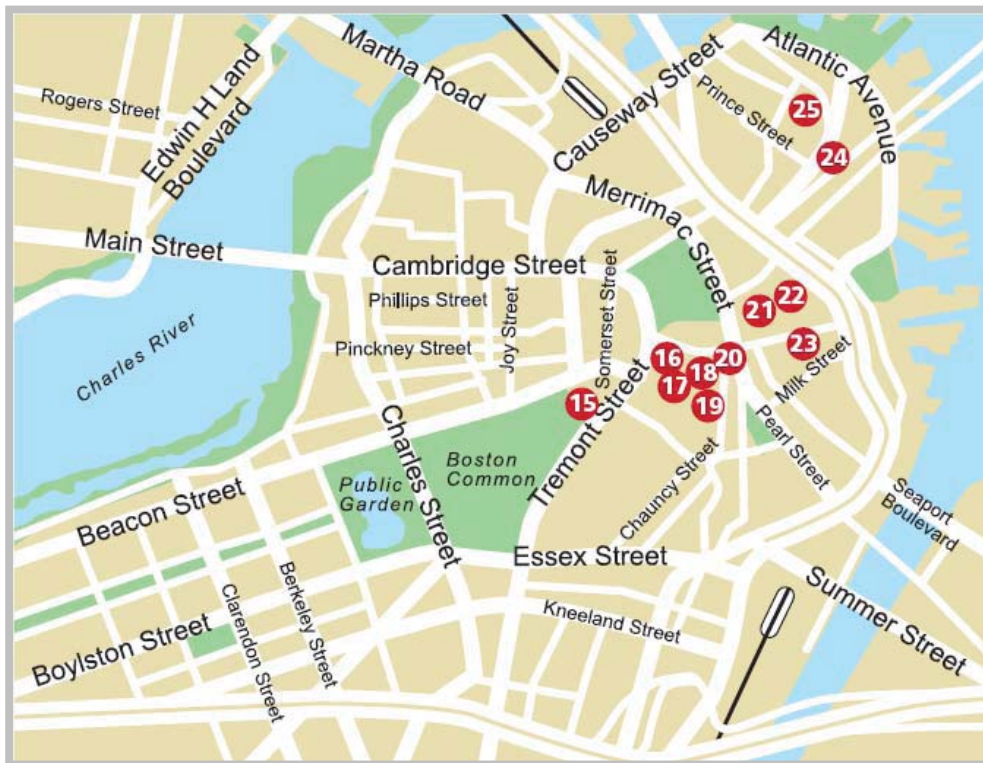 Martha Road
Atlantic Avenue
Causeway Street
Rogers Street
Edwin H Land
Boulevard
Prince Street
25
24
Merrimac Street
Main Street
Cambridge Street
Phillips Street
Joy Street
Somerset Street
Pinckney Street
Charles River
22
21
23
20
16
18
17
19
15
Milk Street
Pearl Street
Tremont Street
Charles Street
Boston
Common
Public
Garden
Chauncy Street
Seaport
Boulevard
Beacon Street
Essex Street
Summer Street
Berkeley Street
Clarendon Street
Kneeland Street
Boylston Street